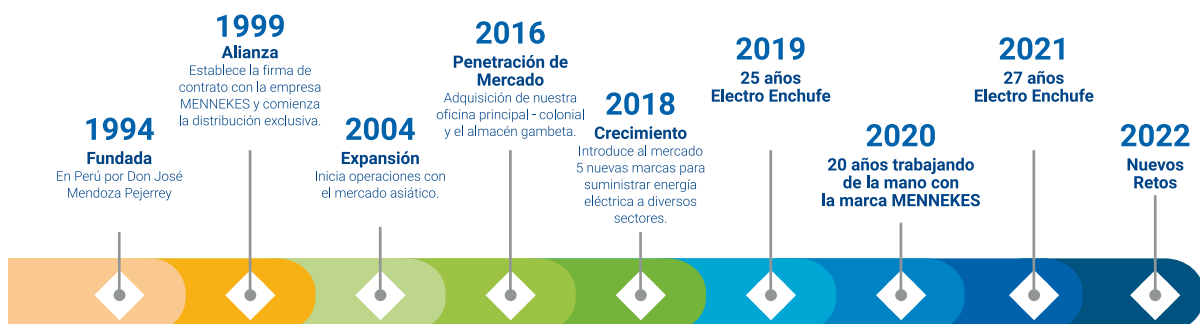 1994
Fundada
En Perú por Don José
Mendoza Pejerrey
1999
Alianza
Establece la firma de
contrato con la empresa
MENNEKES y comienza
la distribución exclusiva.
2004
Expansión
Inicia operaciones con
el mercado asiático.
2016
Penetración de
Mercado
Adquisición de nuestra
oficina principal - colonial
y el almacén gambeta.
2018
Crecimiento
Introduce al mercado
5 nuevas marcas para
suministrar energía
eléctrica a diversos
sectores.
2019
25 años
Electro Enchufe
2020
20 años trabajando
de la mano con
la marca MENNEKES
2021
27 años
Electro Enchufe
2022
Nuevos
Retos